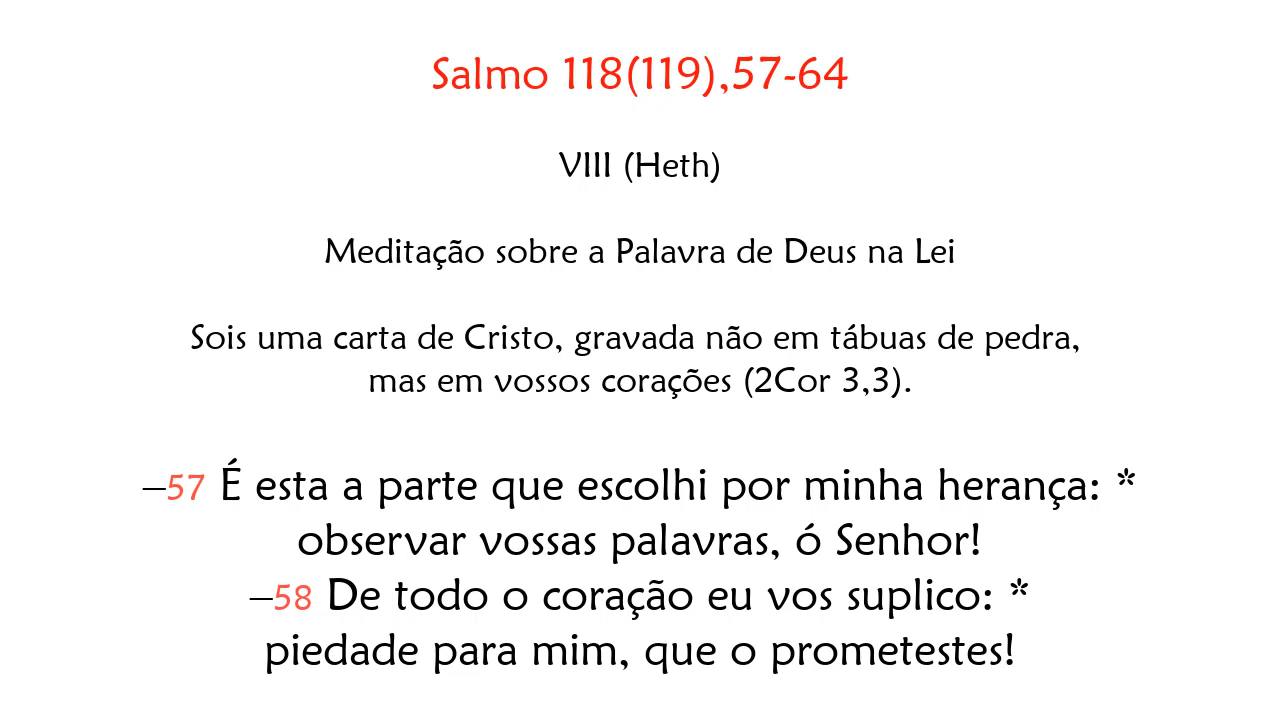 Salmo 118(119),57-64
VIII (Heth)
Meditação sobre a Palavra de Deus na Lei
Sois uma carta de Cristo, gravada não em tábuas de pedra,
mas em vossos corações (2Cor 3,3).
–57 É esta a parte que escolhi por minha herança: *
observar vossas palavras, ó Senhor!
–58 De todo o coração eu vos suplico: *
piedade para mim, que o prometestes!